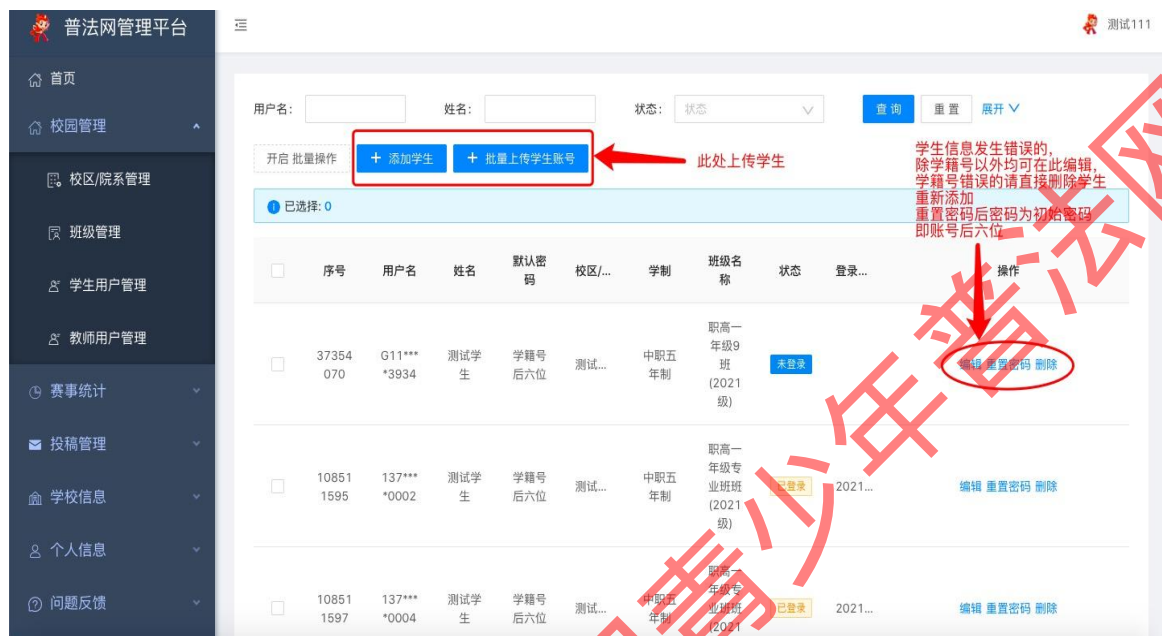 普法网管理平台
测试111
首页
校园管理
校区/院系管理
班级管理
学生用户管理
教师用户管理
赛事统计
投稿管理
学校信息
个人信息
问题反馈
用户名: 姓名: 状态: 状态 查 询 重 置 展开
开启 批量操作 + 添加学生 + 批量上传学生账号
此处上传学生
学生信息发生错误的,
除学籍号以外均可在此编辑,
学籍号错误的请直接删除学生
重新添加
重置密码后密码为初始密码
即账号后六位
已选择: 0
序号 用户名 姓名 默认密码 校区/... 学制 班级名称 状态 登录... 操作
37354
070
G11***
*3934
测试学
生
学籍号
后六位
测试...
中职五
年制
职高一
年级9
班
(2021
级)
未登录
编辑 重置密码 删除
10851
1595
137***
*0002
测试学
生
学籍号
后六位
测试...
中职五
年制
职高一
年级专
业班班
(2021
级)
已登录
2021...
编辑 重置密码 删除
10851
1597
137***
*0004
测试学
生
学籍号
后六位
测试...
中职五
年制
职高一
年级专
业班班
(2021
已登录
2021...
编辑 重置密码 删除
青少年普法网